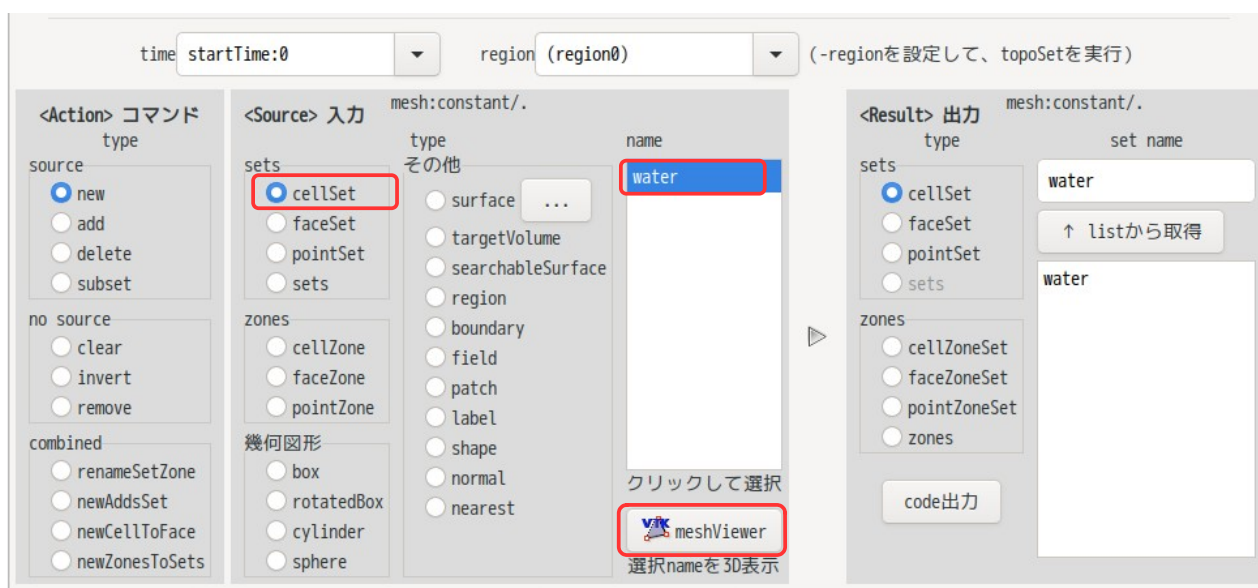 time startTime:0 region (region0) (-regionを設定して、topoSetを実行)
<Action> コマンド
type
source
new
add
delete
subset
no source
clear
invert
remove
combined
renameSetZone
newAddsSet
newCellToFace
newZonesToSets
<Source> 入力
mesh:constant/.
sets
cellSet
faceSet
pointSet
sets
zones
cellZone
faceZone
pointZone
幾何図形
box
rotatedBox
cylinder
sphere
type
その他
surface ...
targetVolume
searchableSurface
region
boundary
field
patch
label
shape
normal
nearest
name
water
クリックして選択
VTK meshViewer
選択nameを3D表示
<Result> 出力
mesh:constant/.
type
sets
cellSet
faceSet
pointSet
sets
zones
cellZoneSet
faceZoneSet
pointZoneSet
zones
code出力
set name
water
↑ listから取得
water